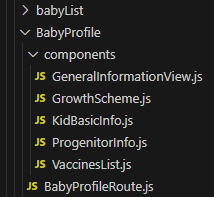 babyList
BabyProfile
components
JS GeneralInformationView.js
JS GrowthScheme.js
JS KidBasicInfo.js
JS ProgenitorInfo.js
JS VaccinesList.js
JS BabyProfileRoute.js